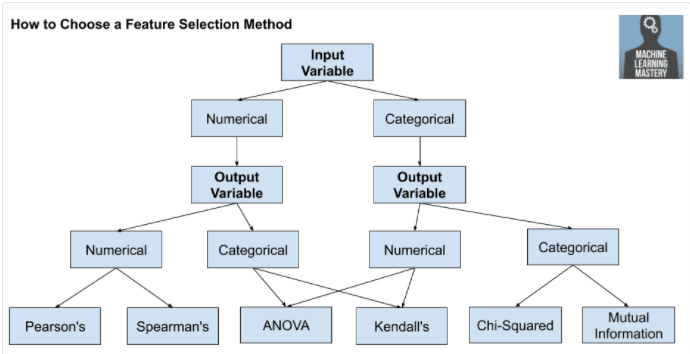 How to Choose a Feature Selection Method
MACHINE
LEARNING
MASTERY
Input
Variable
Numerical
Categorical
Output
Variable
Output
Variable
Numerical
Categorical
Numerical
Categorical
Pearson's
Spearman's
ANOVA
Kendall's
Chi-Squared
Mutual
Information